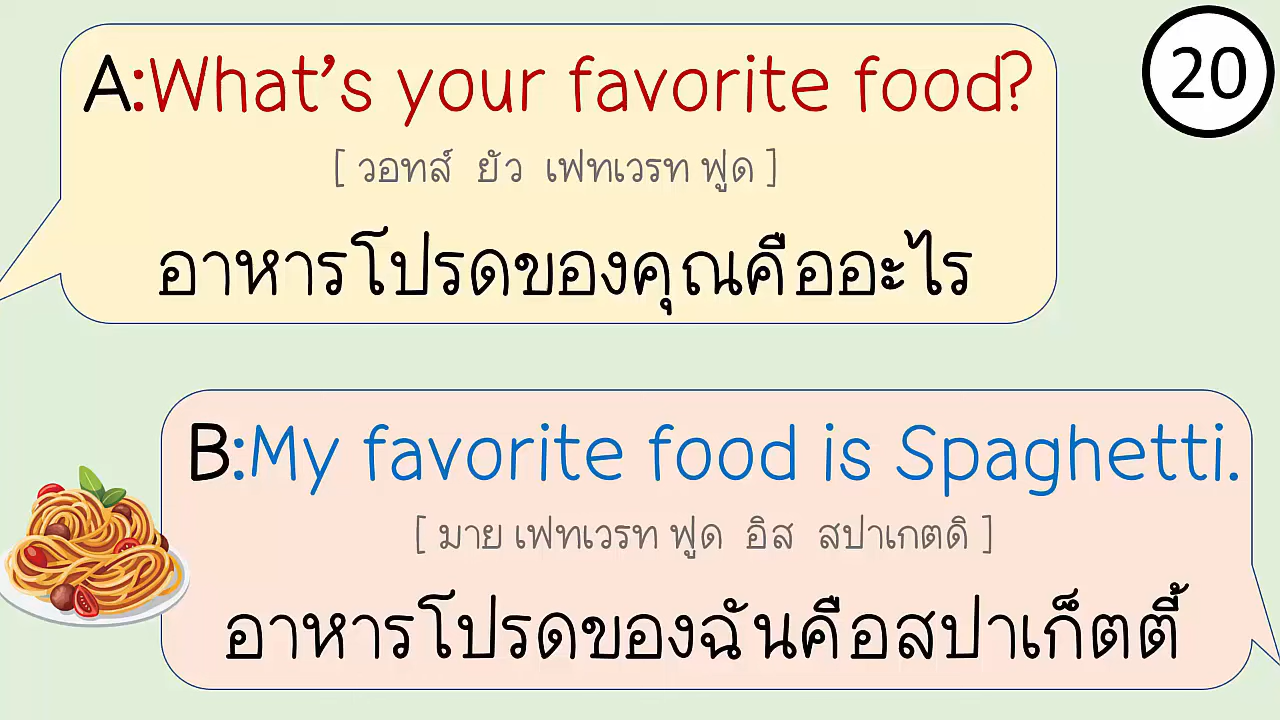 A:What's your favorite food?
20
[ วอทส์ ยัว เฟทเวรท ฟูด ]
อาหารโปรดของคุณคืออะไร
B:My favorite food is Spaghetti.
[ มาย เฟทเวรท ฟูด อิส สปาเกตดิ ]
อาหารโปรดของฉันคือสปาเก็ตตี้